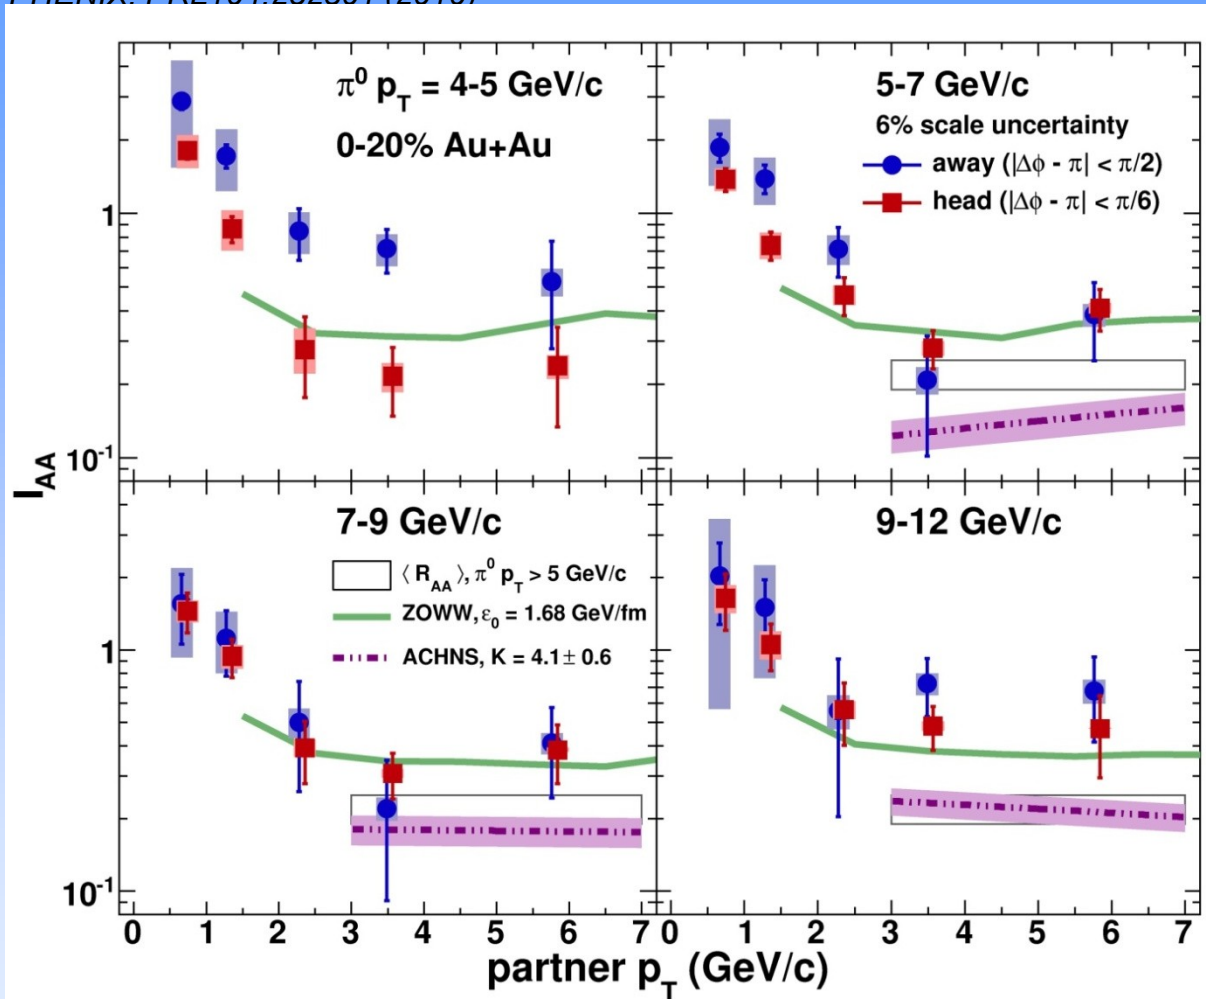 π⁰ p_T = 4-5 GeV/c
0-20% Au+Au
5-7 GeV/c
6% scale uncertainty
away (|Δϕ - π| < π/2)
head (|Δϕ - π| < π/6)
1
10⁻¹
I_AA
7-9 GeV/c
⟨ R_AA ⟩, π⁰ p_T > 5 GeV/c
ZOWW, ε₀ = 1.68 GeV/fm
ACHNS, K = 4.1 ± 0.6
9-12 GeV/c
1
10⁻¹
0 1 2 3 4 5 6 7 0 1 2 3 4 5 6 7
partner p_T (GeV/c)